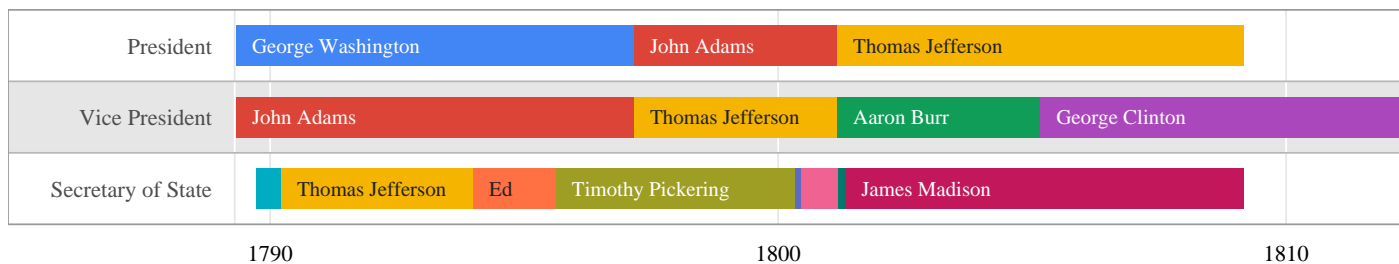 President George Washington John Adams Thomas Jefferson
Vice President John Adams Thomas Jefferson Aaron Burr George Clinton
Secretary of State Thomas Jefferson Ed Timothy Pickering James Madison
1790 1800 1810